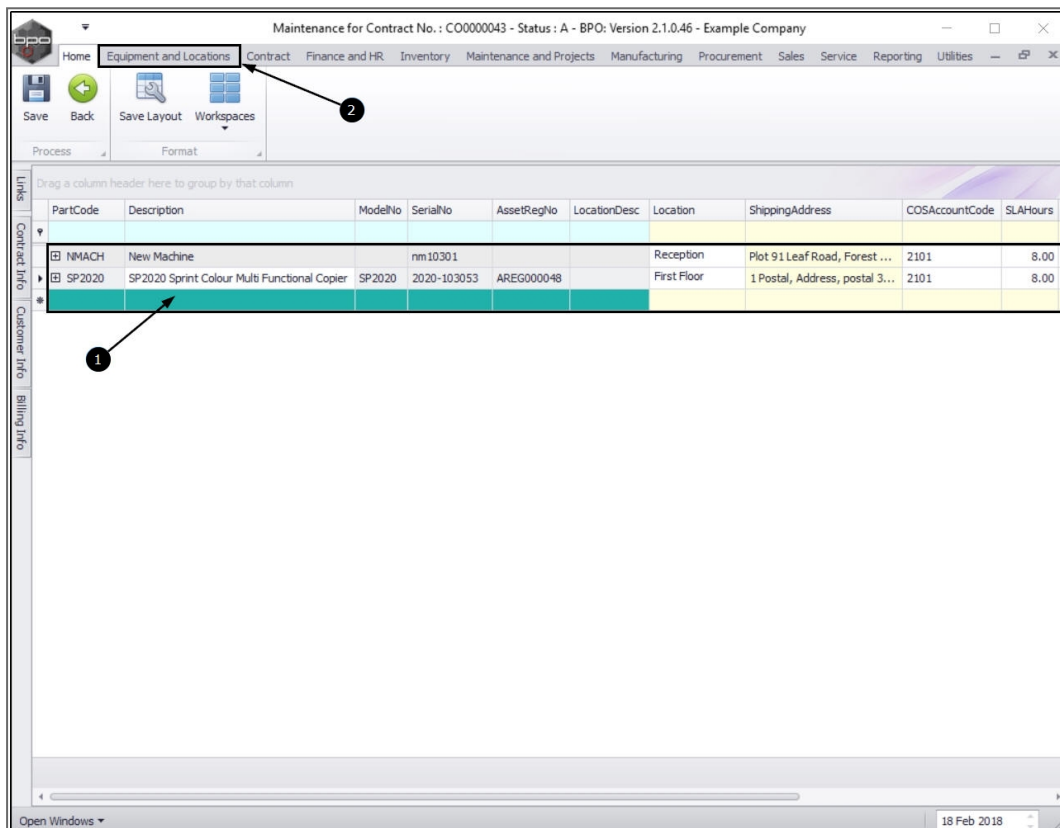 Maintenance for Contract No. : CO0000043 - Status : A - BPO: Version 2.1.0.46 - Example Company
bpo
Home Equipment and Locations Contract Finance and HR Inventory Maintenance and Projects Manufacturing Procurement Sales Service Reporting Utilities
Save Back Save Layout Workspaces
2
Process Format
Links
Contract Info
Customer Info
Billing Info
Drag a column header here to group by that column
PartCode Description ModelNo SerialNo AssetRegNo LocationDesc Location ShippingAddress COSAccountCode SLAHours
NMACH New Machine nm10301 Reception Plot 91 Leaf Road, Forest ... 2101 8.00
SP2020 SP2020 Sprint Colour Multi Functional Copier SP2020 2020-103053 AREG000048 First Floor 1 Postal, Address, postal 3... 2101 8.00
1
Open Windows 18 Feb 2018